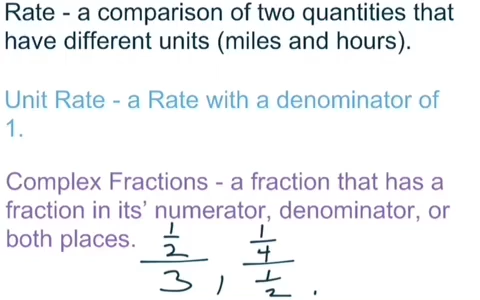 Rate - a comparison of two quantities that
have different units (miles and hours).
Unit Rate - a Rate with a denominator of
1.
Complex Fractions - a fraction that has a
fraction in its' numerator, denominator, or
both places.
1/2 / 3 , 1/4 / 1/2 .